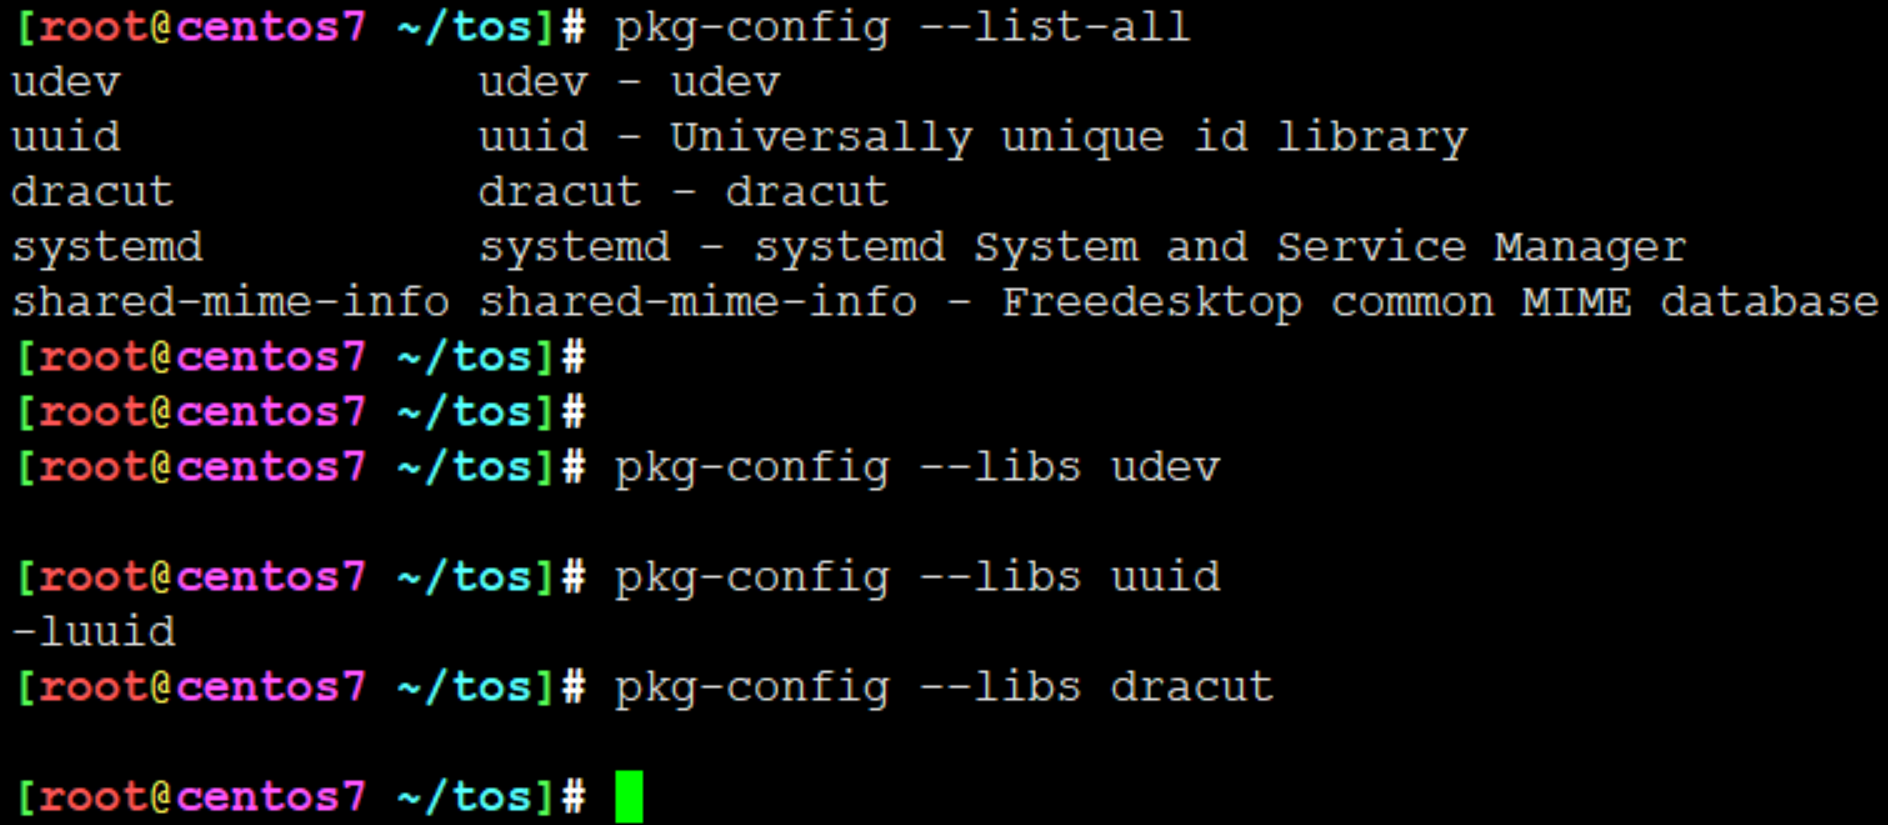 [root@centos7 ~/tos]# pkg-config --list-all
udev            udev - udev
uuid            uuid - Universally unique id library
dracut          dracut - dracut
systemd         systemd - systemd System and Service Manager
shared-mime-info shared-mime-info - Freedesktop common MIME database
[root@centos7 ~/tos]#
[root@centos7 ~/tos]#
[root@centos7 ~/tos]# pkg-config --libs udev
[root@centos7 ~/tos]# pkg-config --libs uuid
-luuid
[root@centos7 ~/tos]# pkg-config --libs dracut
[root@centos7 ~/tos]#